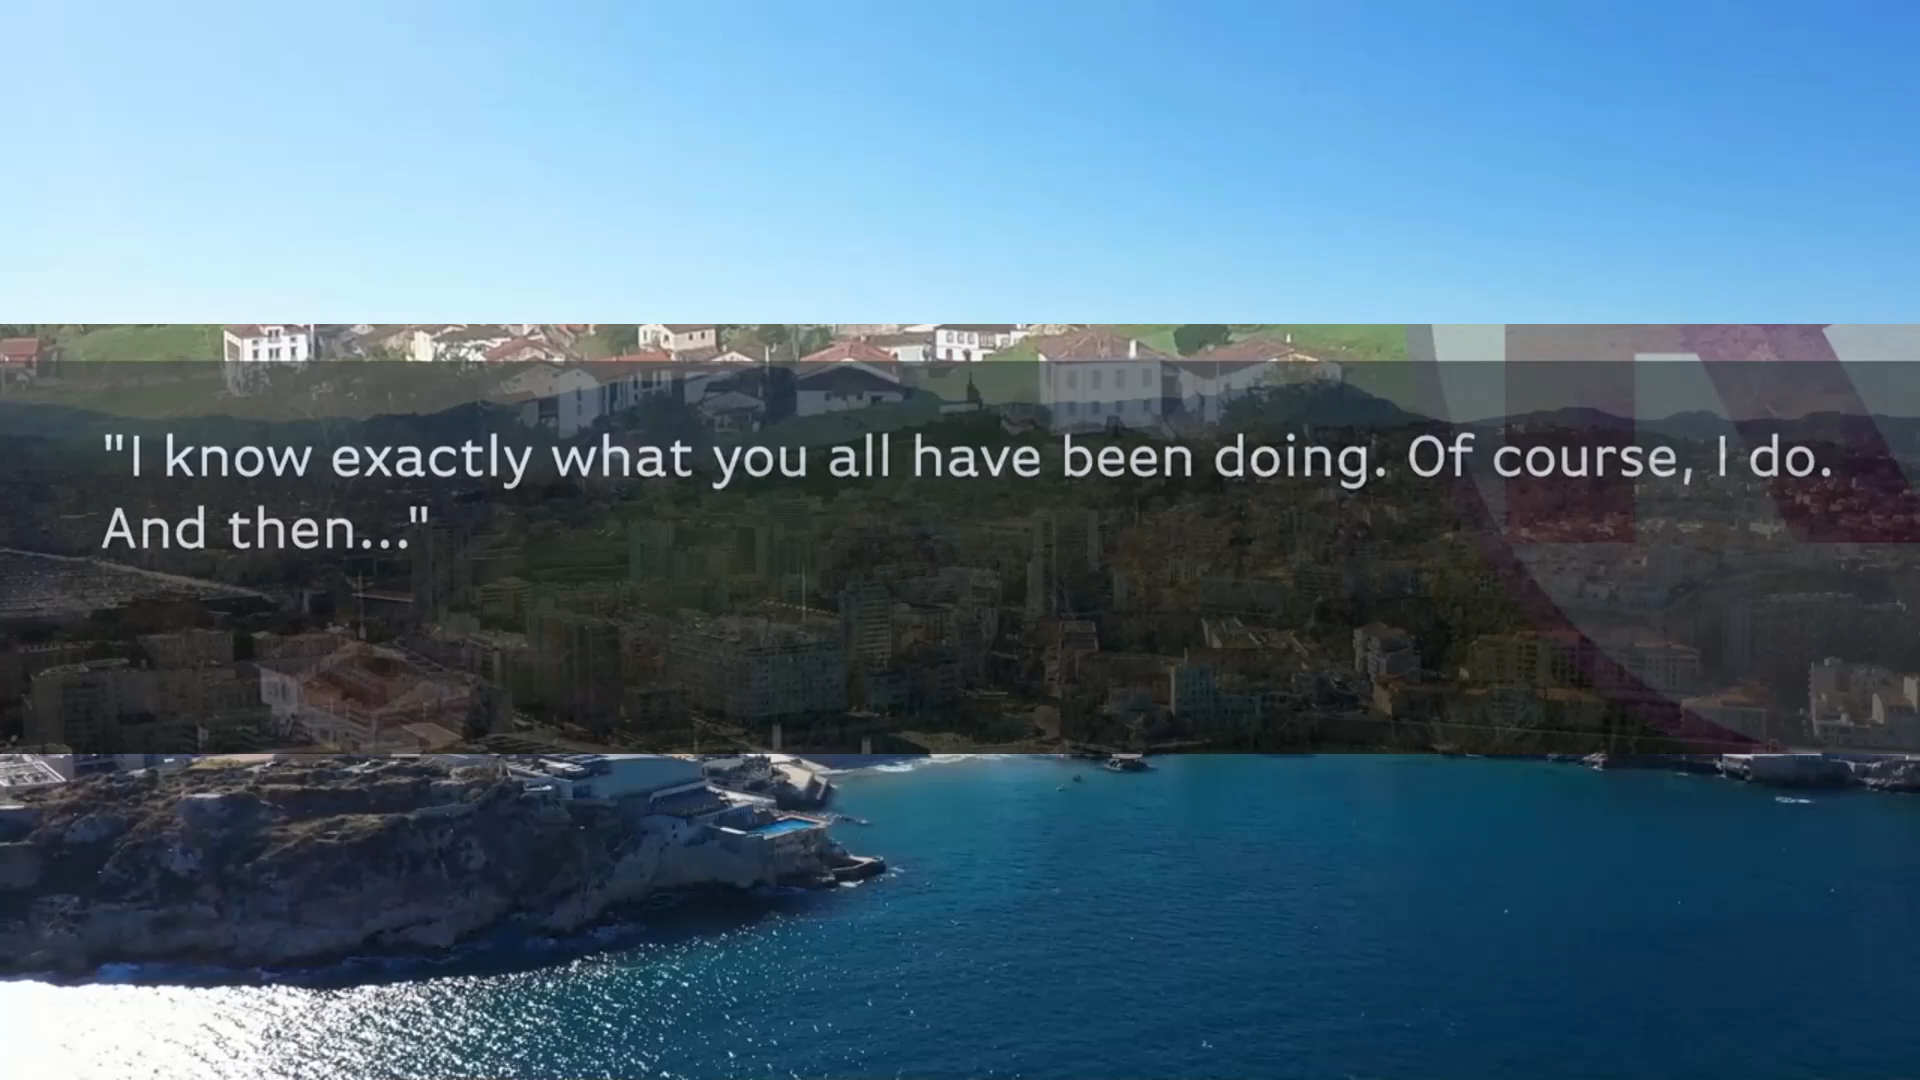 "I know exactly what you all have been doing. Of course, I do.
And then..."